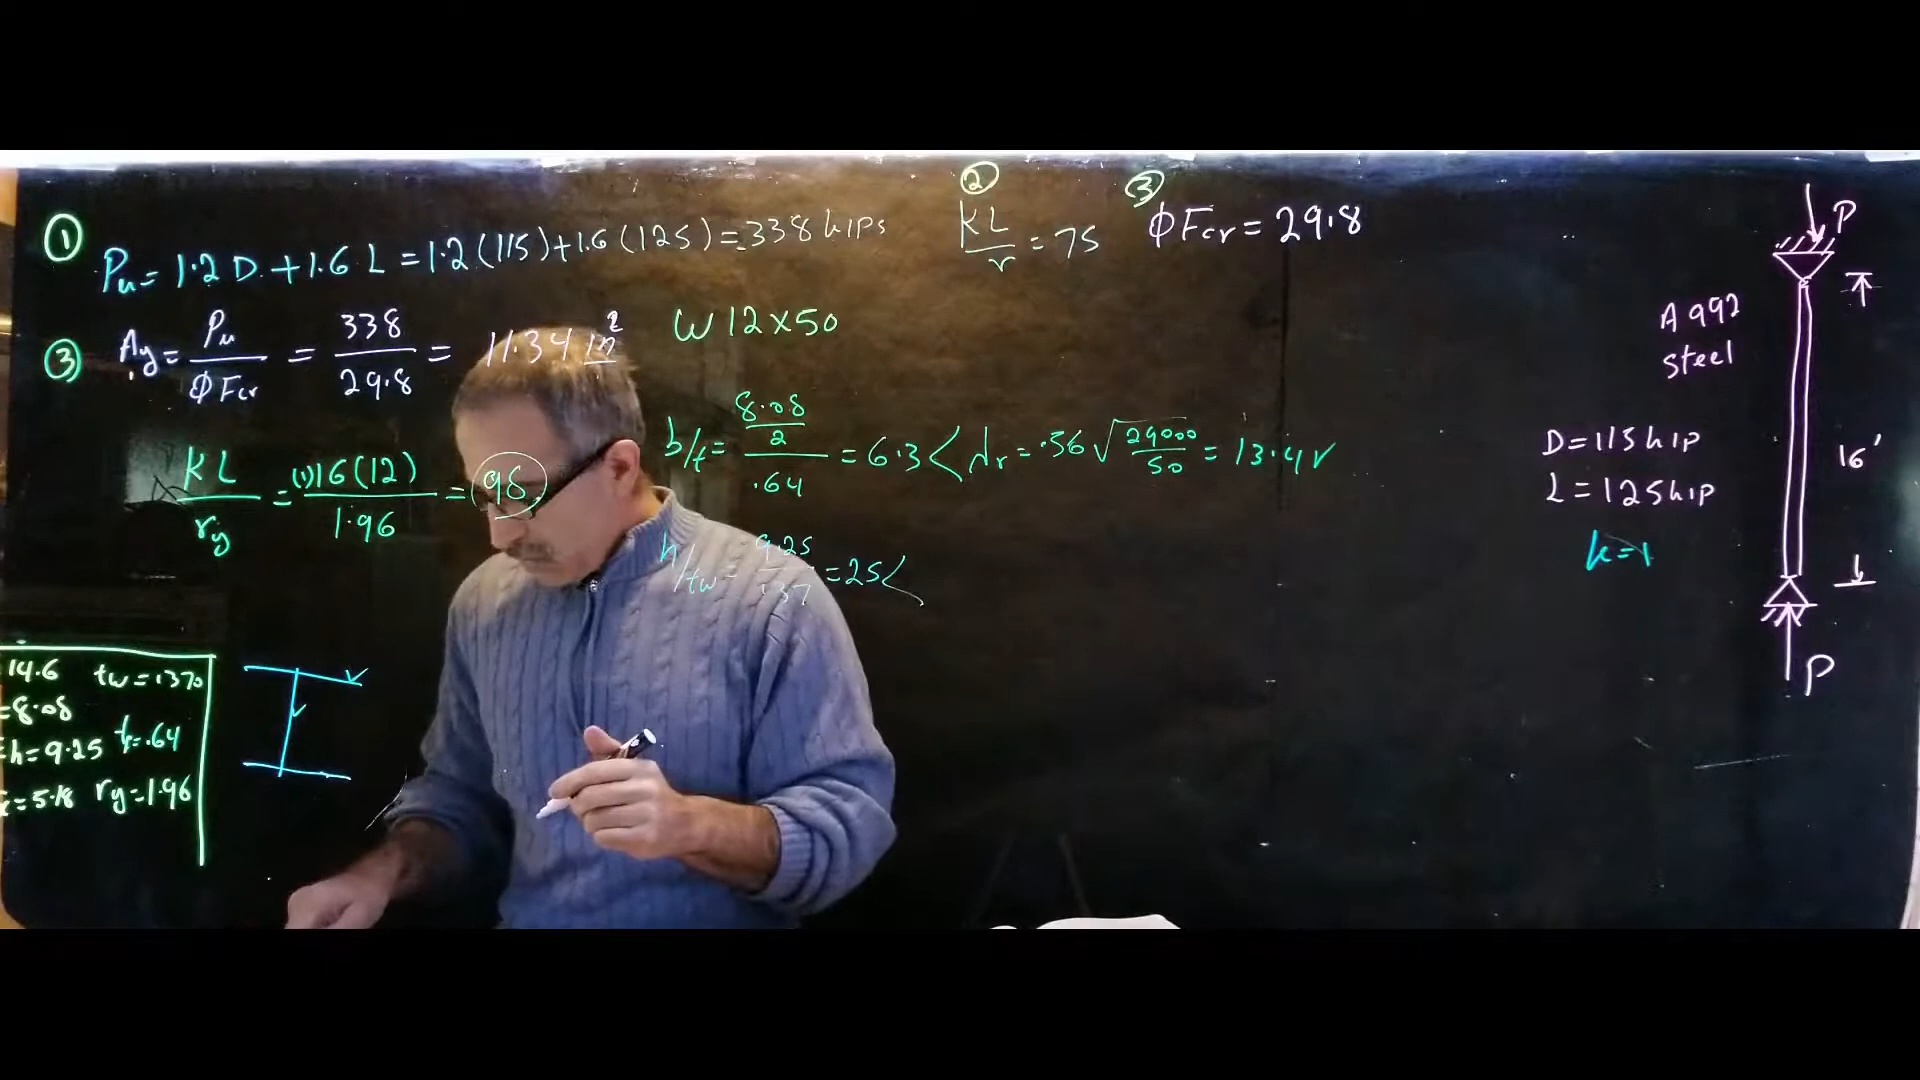 ①
Pu = 1.2 D + 1.6 L = 1.2 (115) + 1.6 (125) = 338 kips
③
Ag = Pu / ΦFcr = 338 / 29.8 = 11.34 in²
KL / ry = (1)16(12) / 1.96 = 98
14.6 tw = .370
= 8.08
h = 9.25 tf = .64
= 5.18 ry = 1.96
W 12 x 50
b/t = 8.08/2 / .64 = 6.3 < λr = .56 √29000/50 = 13.4 ✓
h/tw = 9.25 / .37 = 25 <
②
KL / r = 75
③
ΦFcr = 29.8
P
A 992
steel
D = 115 kip
L = 125 kip
k = 1
16'
P